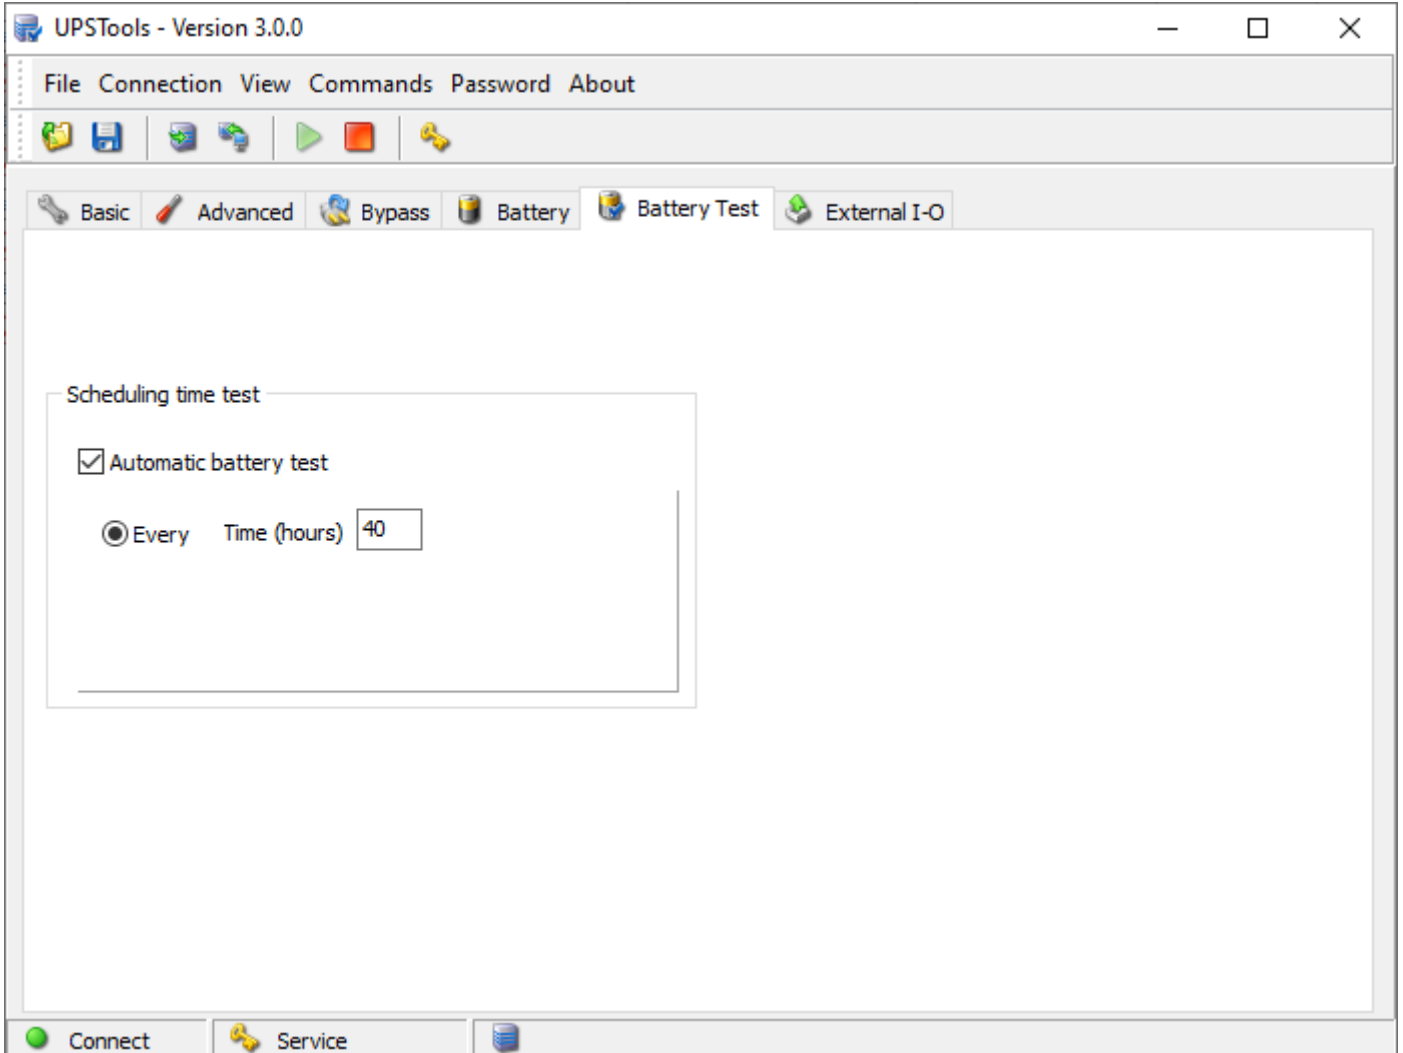 UPSTools - Version 3.0.0
File Connection View Commands Password About
Basic Advanced Bypass Battery Battery Test External I-O
Scheduling time test
Automatic battery test
Every Time (hours) 40
Connect Service